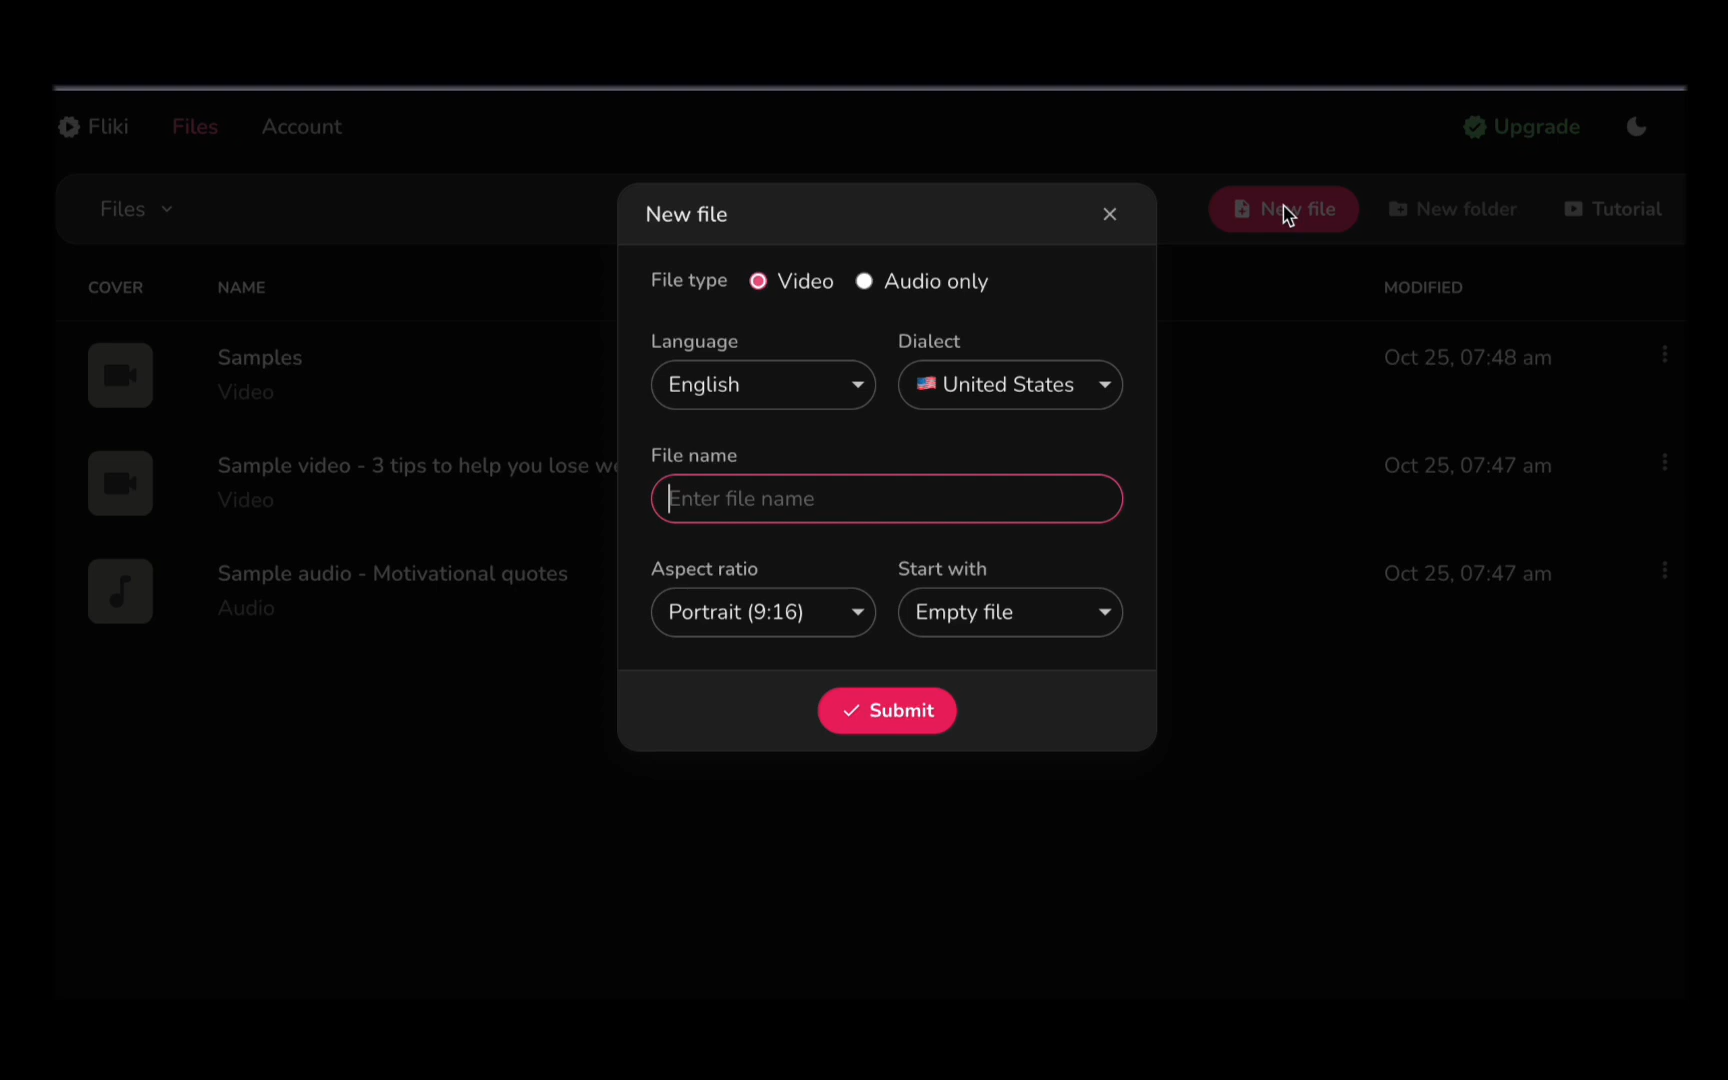 Fliki Files Account Upgrade
Files New file New folder Tutorial
New file
COVER NAME MODIFIED
File type Video Audio only
Language Dialect
English 🇺🇸 United States
Samples Oct 25, 07:48 am
Video
File name
Enter file name
Sample video - 3 tips to help you lose Oct 25, 07:47 am
Video
Aspect ratio Start with
Portrait (9:16) Empty file
Sample audio - Motivational quotes Oct 25, 07:47 am
Audio
Submit